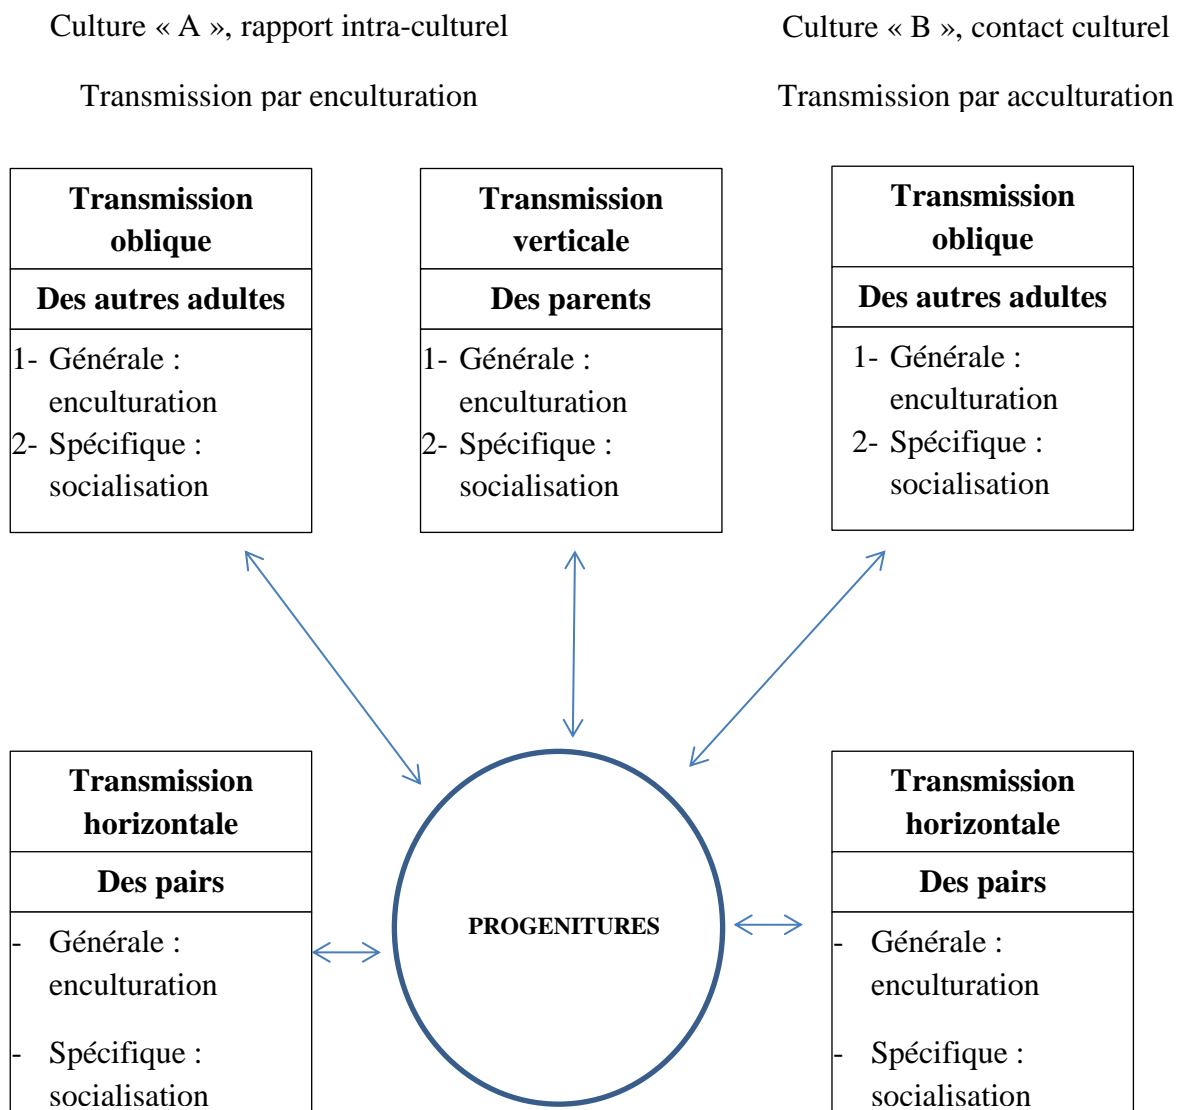 Culture « A », rapport intra-culturel
Culture « B », contact culturel
Transmission par enculturation
Transmission par acculturation
Transmission
oblique
Des autres adultes
1- Générale :
enculturation
2- Spécifique :
socialisation
Transmission
verticale
Des parents
1- Générale :
enculturation
2- Spécifique :
socialisation
Transmission
oblique
Des autres adultes
1- Générale :
enculturation
2- Spécifique :
socialisation
Transmission
horizontale
Des pairs
- Générale :
enculturation
- Spécifique :
socialisation
PROGENITURES
Transmission
horizontale
Des pairs
- Générale :
enculturation
- Spécifique :
socialisation